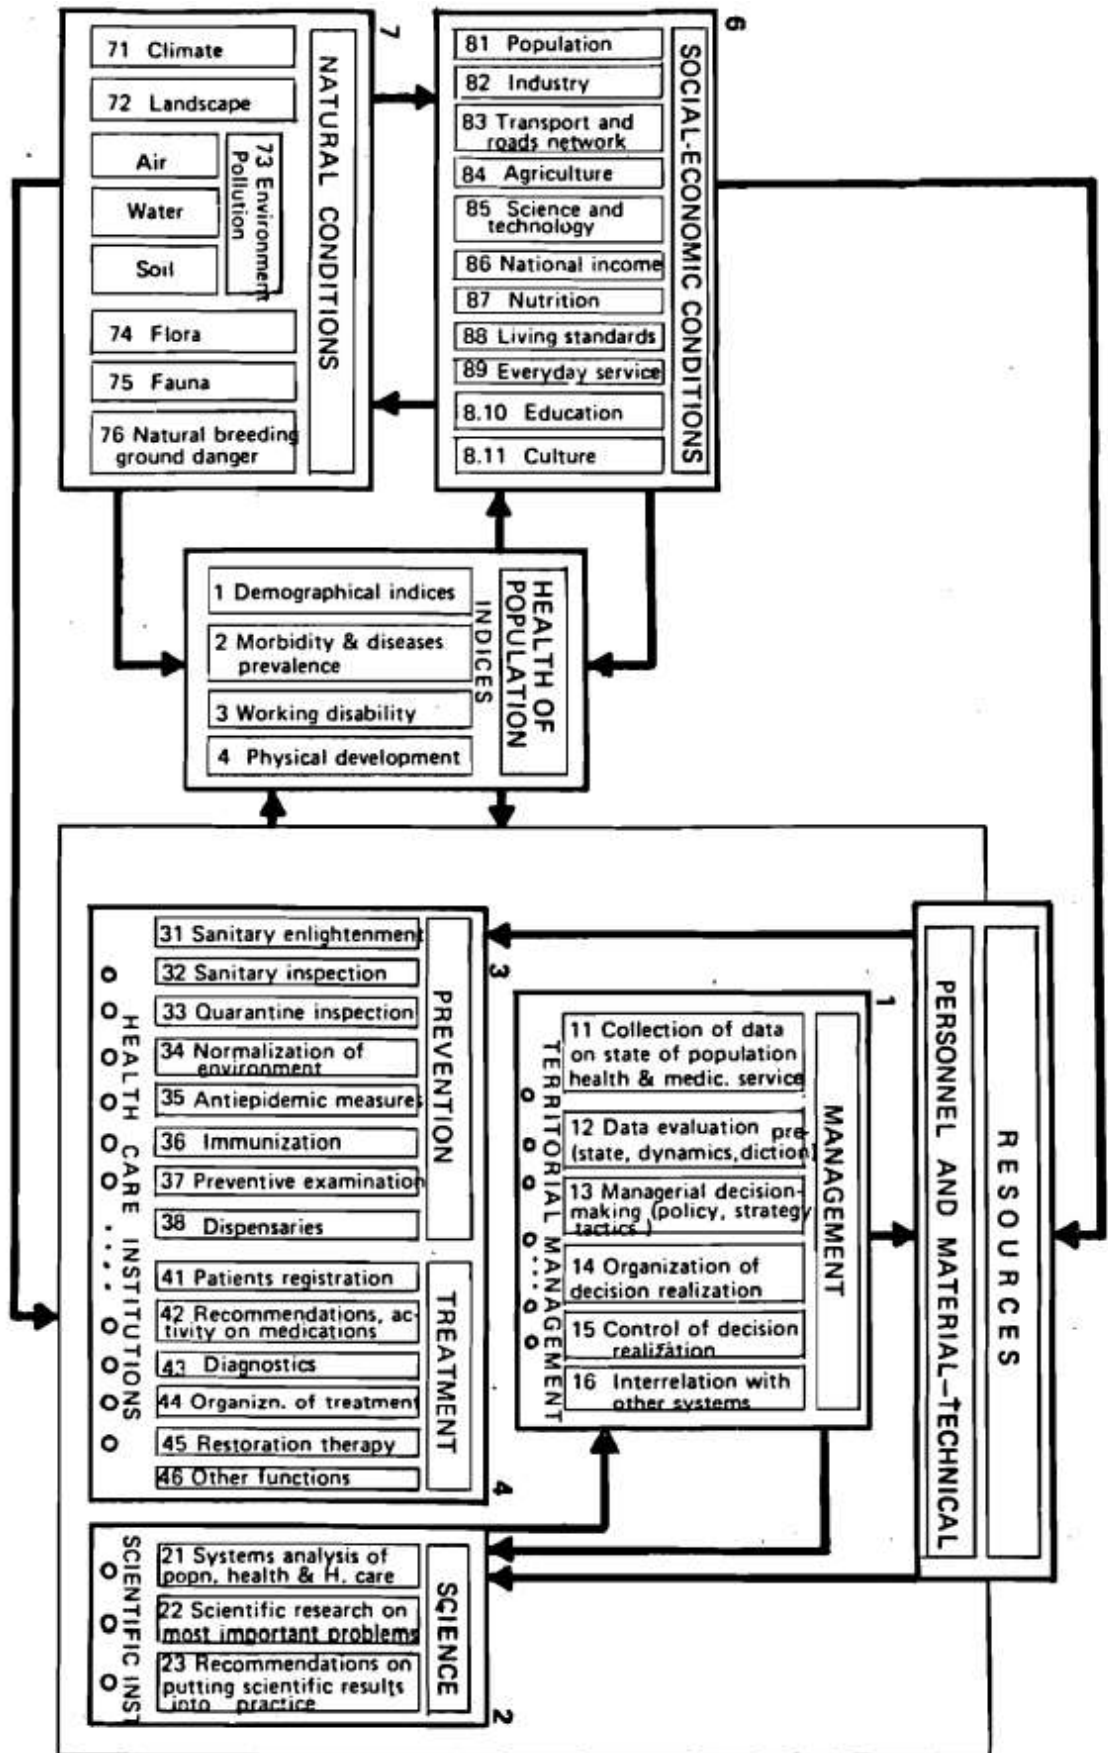 7
NATURAL CONDITIONS
71 Climate
72 Landscape
73 Environment
Pollution
Air
Water
Soil
74 Flora
75 Fauna
76 Natural breeding
ground danger
6
SOCIAL-ECONOMIC CONDITIONS
81 Population
82 Industry
83 Transport and
roads network
84 Agriculture
85 Science and
technology
86 National income
87 Nutrition
88 Living standards
89 Everyday service
8.10 Education
8.11 Culture
HEALTH OF
POPULATION
INDICES
1 Demographical indices
2 Morbidity & diseases
prevalence
3 Working disability
4 Physical development
3
PREVENTION
31 Sanitary enlightenment
32 Sanitary inspection
33 Quarantine inspection
34 Normalization of
environment
35 Antiepidemic measures
36 Immunization
37 Preventive examination
38 Dispensaries
TREATMENT
41 Patients registration
42 Recommendations, ac-
tivity on medications
43 Diagnostics
44 Organizn. of treatment
45 Restoration therapy
46 Other functions
4
HEALTH CARE INSTITUTIONS
1
MANAGEMENT
11 Collection of data
on state of population
health & medic. service
12 Data evaluation pre-
(state, dynamics, diction)
13 Managerial decision-
making (policy, strategy
tactics)
14 Organization of
decision realization
15 Control of decision
realization
16 Interrelation with
other systems
TERRITORIAL MANAGEMENT
RESOURCES
PERSONNEL AND MATERIAL-TECHNICAL
SCIENCE
21 Systems analysis of
popn. health & H. care
22 Scientific research on
most important problems
23 Recommendations on
putting scientific results
into practice
SCIENTIFIC INST
2